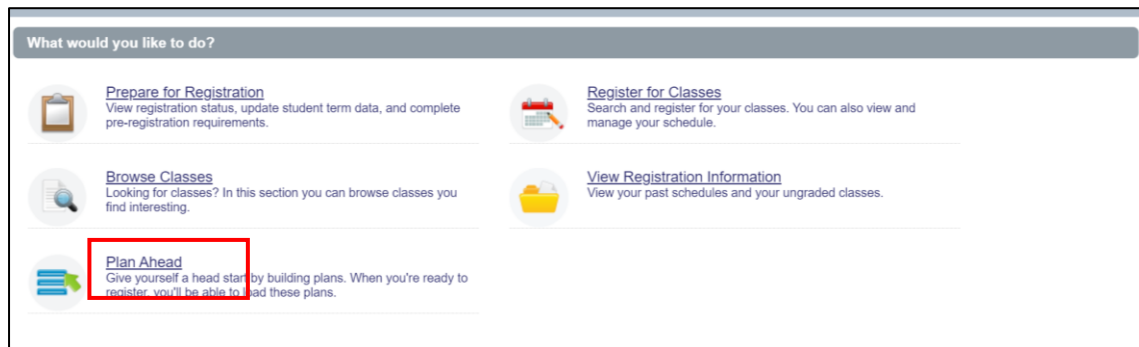 What would you like to do?
Prepare for Registration
View registration status, update student term data, and complete
pre-registration requirements.
Register for Classes
Search and register for your classes. You can also view and
manage your schedule.
Browse Classes
Looking for classes? In this section you can browse classes you
find interesting.
View Registration Information
View your past schedules and your ungraded classes.
Plan Ahead
Give yourself a head start by building plans. When you're ready to
register, you'll be able to load these plans.